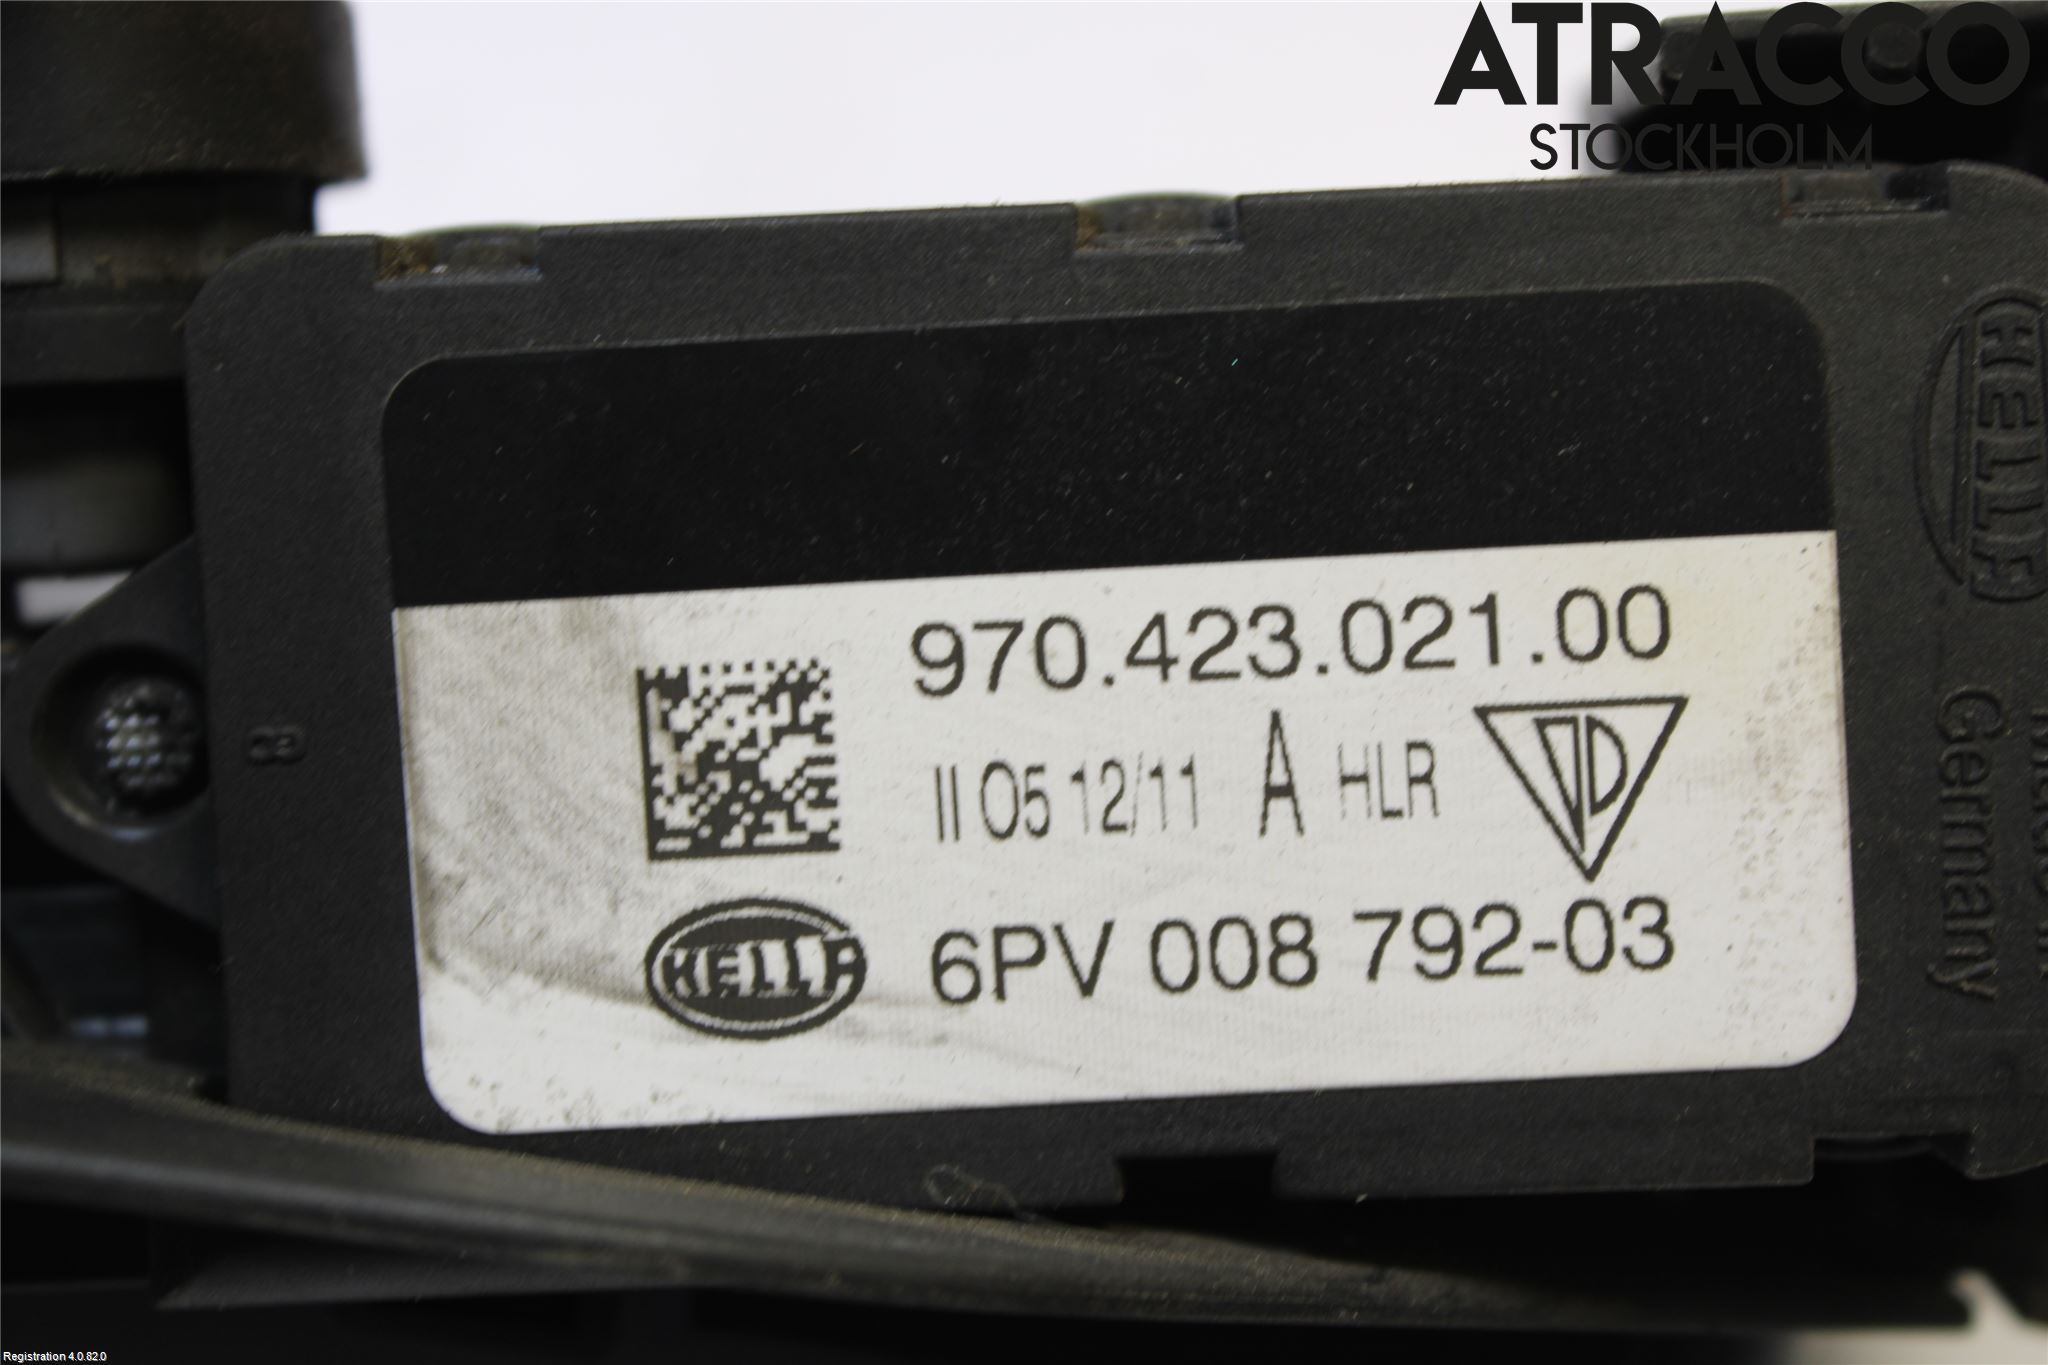 ATRACCO
STOCKHOLM
970.423.021.00
II 05 12/11 A HLR
HELLA 6PV 008 792-03
HELLA
Germany
8
Registration 4.0.82.0